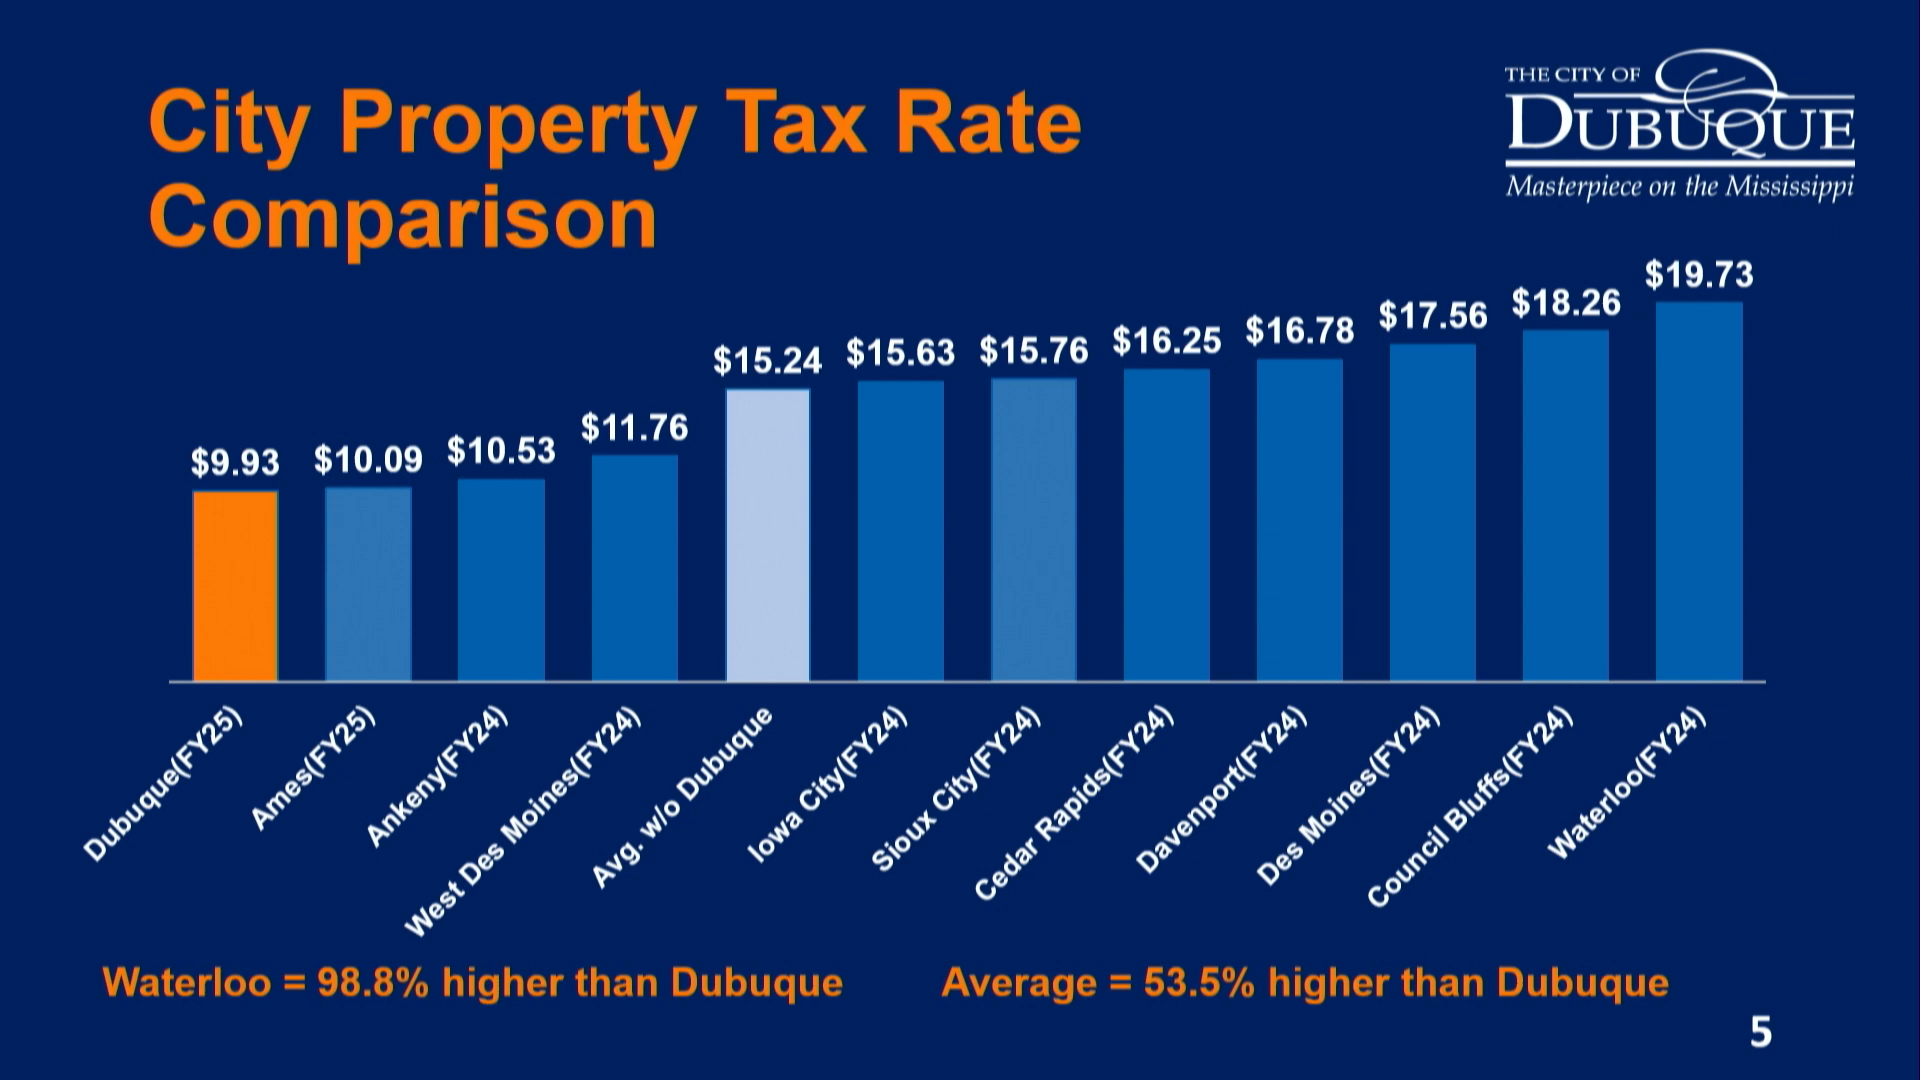 City Property Tax Rate
Comparison
THE CITY OF
DUBUQUE
Masterpiece on the Mississippi
$9.93
$10.09
$10.53
$11.76
$15.24
$15.63
$15.76
$16.25
$16.78
$17.56
$18.26
$19.73
Dubuque(FY25)
Ames(FY25)
Ankeny(FY24)
West Des Moines(FY24)
Avg. w/o Dubuque
Iowa City(FY24)
Sioux City(FY24)
Cedar Rapids(FY24)
Davenport(FY24)
Des Moines(FY24)
Council Bluffs(FY24)
Waterloo(FY24)
Waterloo = 98.8% higher than Dubuque
Average = 53.5% higher than Dubuque
5